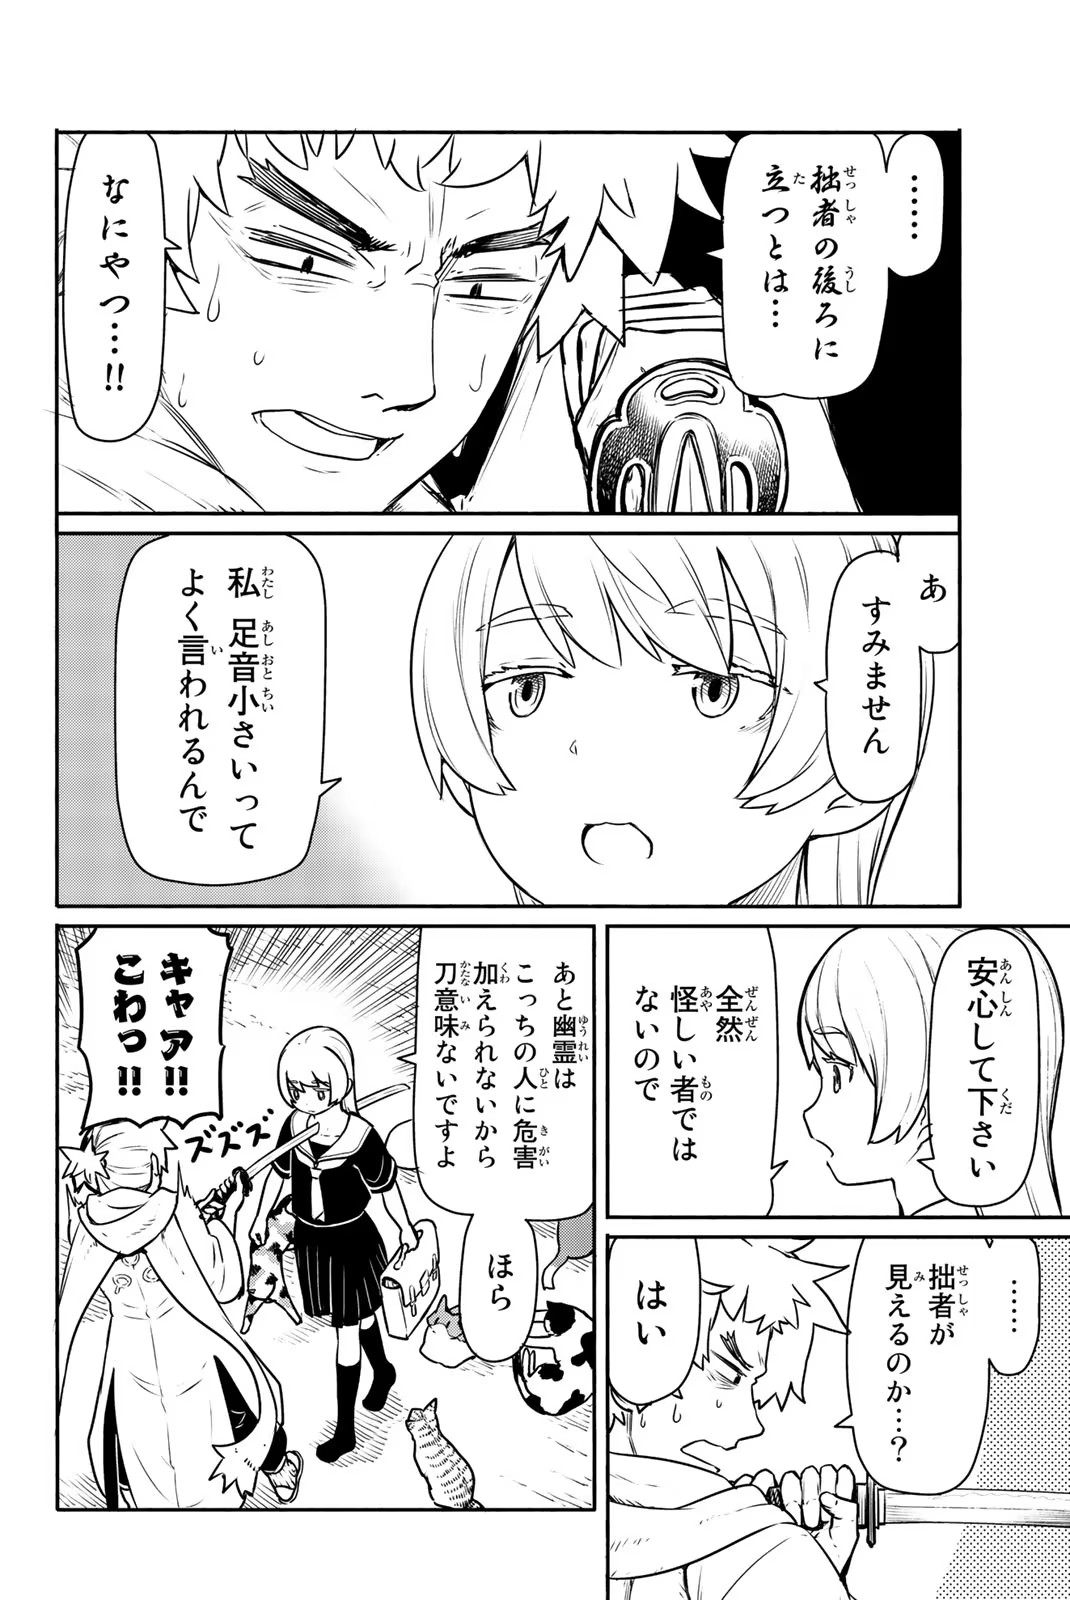 ……
拙者の後ろに
立つとは…
なにやつ…!!
あ
すみません
私 足音小さいって
よく言われるんで
安心して下さい
全然
怪しい者では
ないので
……
拙者が
見えるのか…?
はい
あと幽霊は
こっちの人に危害
加えられないから
刀意味ないですよ
ほら
ズズズ
キャア!!
こわっ!!